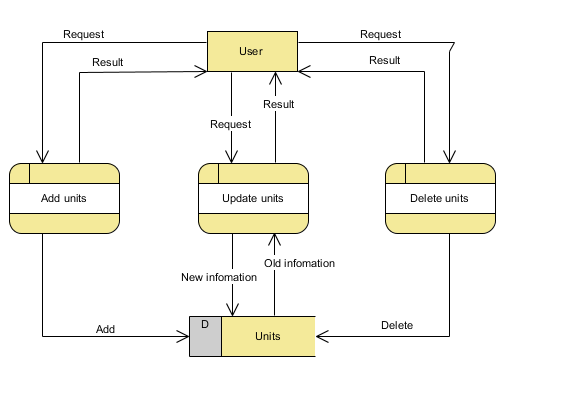 Request
Request
User
Result
Result
Result
Request
Add units
Update units
Delete units
Old infomation
New infomation
D
Add
Delete
Units